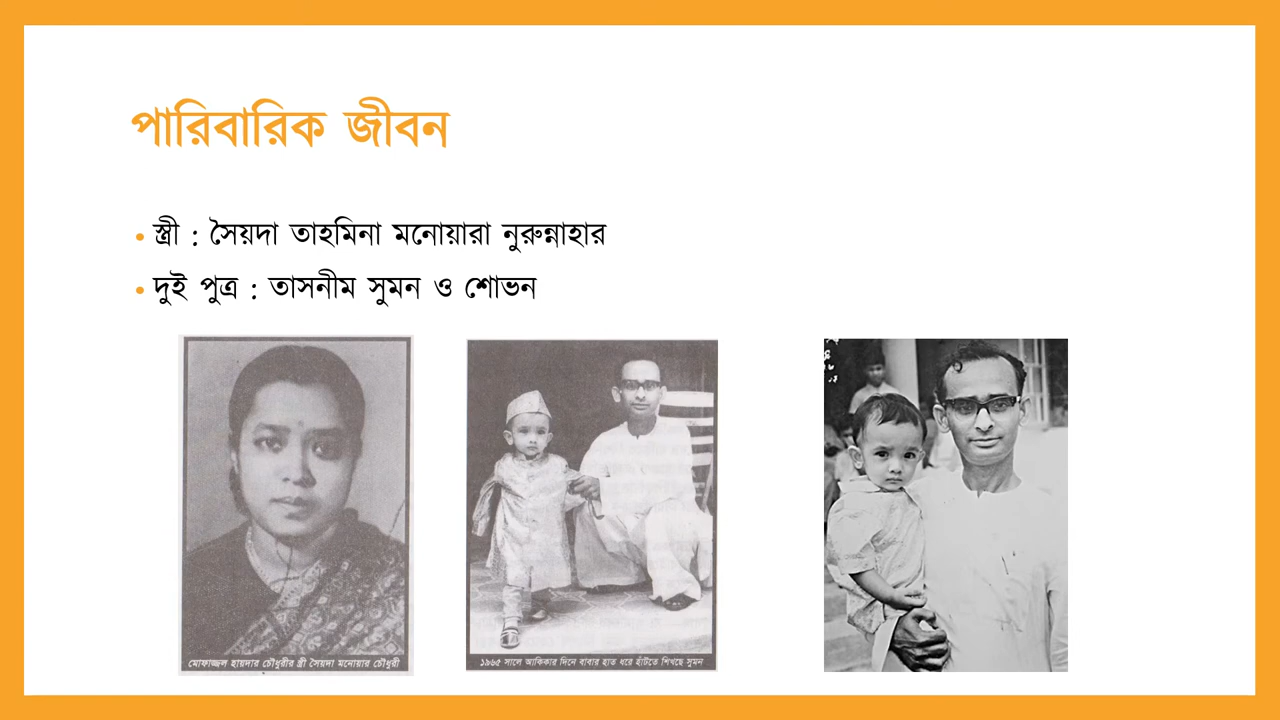 পারিবারিক জীবন
• স্ত্রী : সৈয়দা তাহমিনা মনোয়ারা নুরুন্নাহার
• দুই পুত্র : তাসনীম সুমন ও শোভন
মোফাজ্জল হায়দার চৌধুরীর স্ত্রী সৈয়দা মনোয়ার চৌধুরী
১৯৬৫ সালে আকিকার দিনে বাবার হাত ধরে হাঁটতে শিখছে সুমন